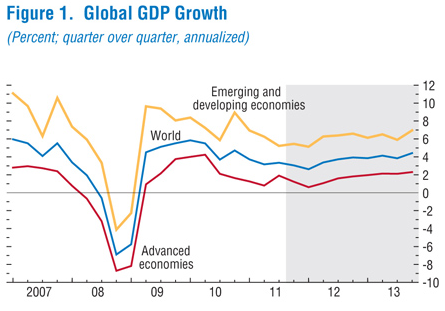 Figure 1. Global GDP Growth
(Percent; quarter over quarter, annualized)
Emerging and
developing economies
World
Advanced
economies
12
10
8
6
4
2
0
-2
-4
-6
-8
-10
2007 08 09 10 11 12 13